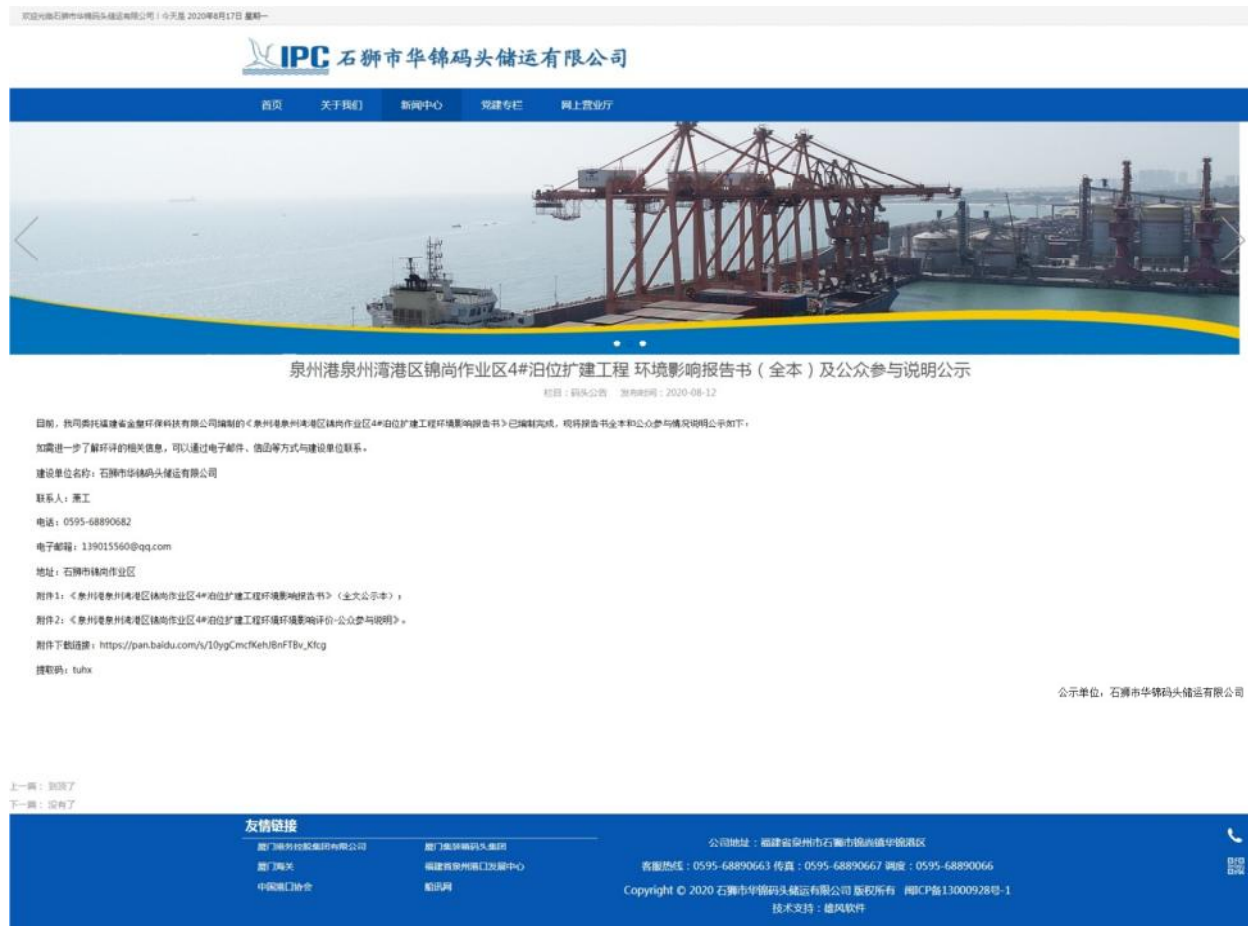 欢迎光临石狮市华锦码头储运有限公司！今天是 2020年8月17日 星期一
IPC 石狮市华锦码头储运有限公司
首页 关于我们 新闻中心 党建专栏 网上营业厅
泉州港泉州湾港区锦尚作业区4#泊位扩建工程 环境影响报告书（全本）及公众参与说明公示
栏目：码头公告 发布时间：2020-08-12
目前，我司委托福建省金皇环保科技有限公司编制的《泉州港泉州湾港区锦尚作业区4#泊位扩建工程环境影响报告书》已编制完成，现将报告书全本和公众参与情况说明公示如下：
如需进一步了解环评的相关信息，可以通过电子邮件、信函等方式与建设单位联系。
建设单位名称：石狮市华锦码头储运有限公司
联系人：萧工
电话：0595-68890682
电子邮箱：139015560@qq.com
地址：石狮市锦尚作业区
附件1：《泉州港泉州湾港区锦尚作业区4#泊位扩建工程环境影响报告书》（全文公示本）；
附件2：《泉州港泉州湾港区锦尚作业区4#泊位扩建工程环境环境影响评价-公众参与说明》。
附件下载链接：https://pan.baidu.com/s/10ygCmcfKehJBnFTBv_Kfcg
提取码：tuhx
公示单位：石狮市华锦码头储运有限公司
上一篇：到顶了
下一篇：没有了
友情链接
厦门港务控股集团有限公司 厦门集装箱码头集团
厦门海关 福建省泉州港口发展中心
中国港口协会 船讯网
公司地址：福建省泉州市石狮市锦尚镇华锦港区
客服热线：0595-68890663 传真：0595-68890667 调度：0595-68890066
Copyright © 2020 石狮市华锦码头储运有限公司 版权所有 闽ICP备13000928号-1
技术支持：雄风软件